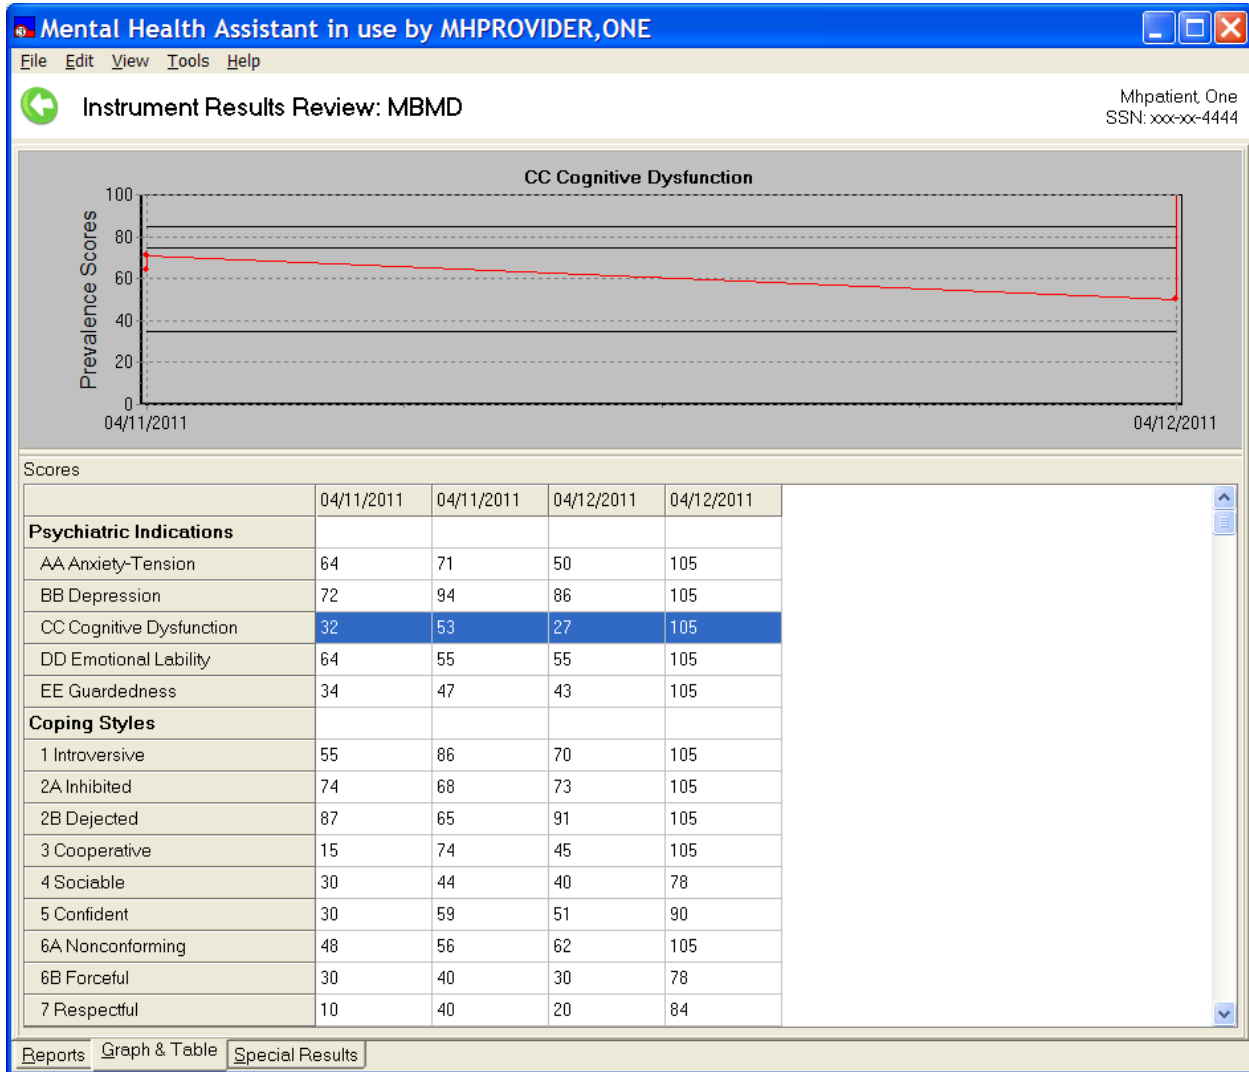 Mental Health Assistant in use by MHPROVIDER,ONE
File Edit View Tools Help
Instrument Results Review: MBMD
Mhpatient, One
SSN: xxx-xx-4444
CC Cognitive Dysfunction
Prevalence Scores
100
80
60
40
20
0
04/11/2011 04/12/2011
Scores
04/11/2011 04/11/2011 04/12/2011 04/12/2011
Psychiatric Indications
AA Anxiety-Tension 64 71 50 105
BB Depression 72 94 86 105
CC Cognitive Dysfunction 32 53 27 105
DD Emotional Lability 64 55 55 105
EE Guardedness 34 47 43 105
Coping Styles
1 Introversive 55 86 70 105
2A Inhibited 74 68 73 105
2B Dejected 87 65 91 105
3 Cooperative 15 74 45 105
4 Sociable 30 44 40 78
5 Confident 30 59 51 90
6A Nonconforming 48 56 62 105
6B Forceful 30 40 30 78
7 Respectful 10 40 20 84
Reports Graph & Table Special Results